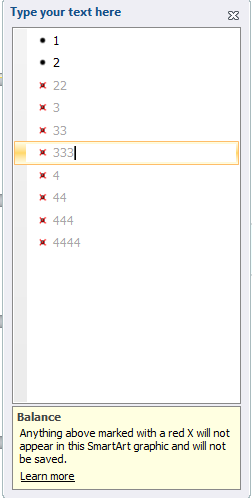 Type your text here
1
2
22
3
33
333
4
44
444
4444
Balance
Anything above marked with a red X will not
appear in this SmartArt graphic and will not
be saved.
Learn more